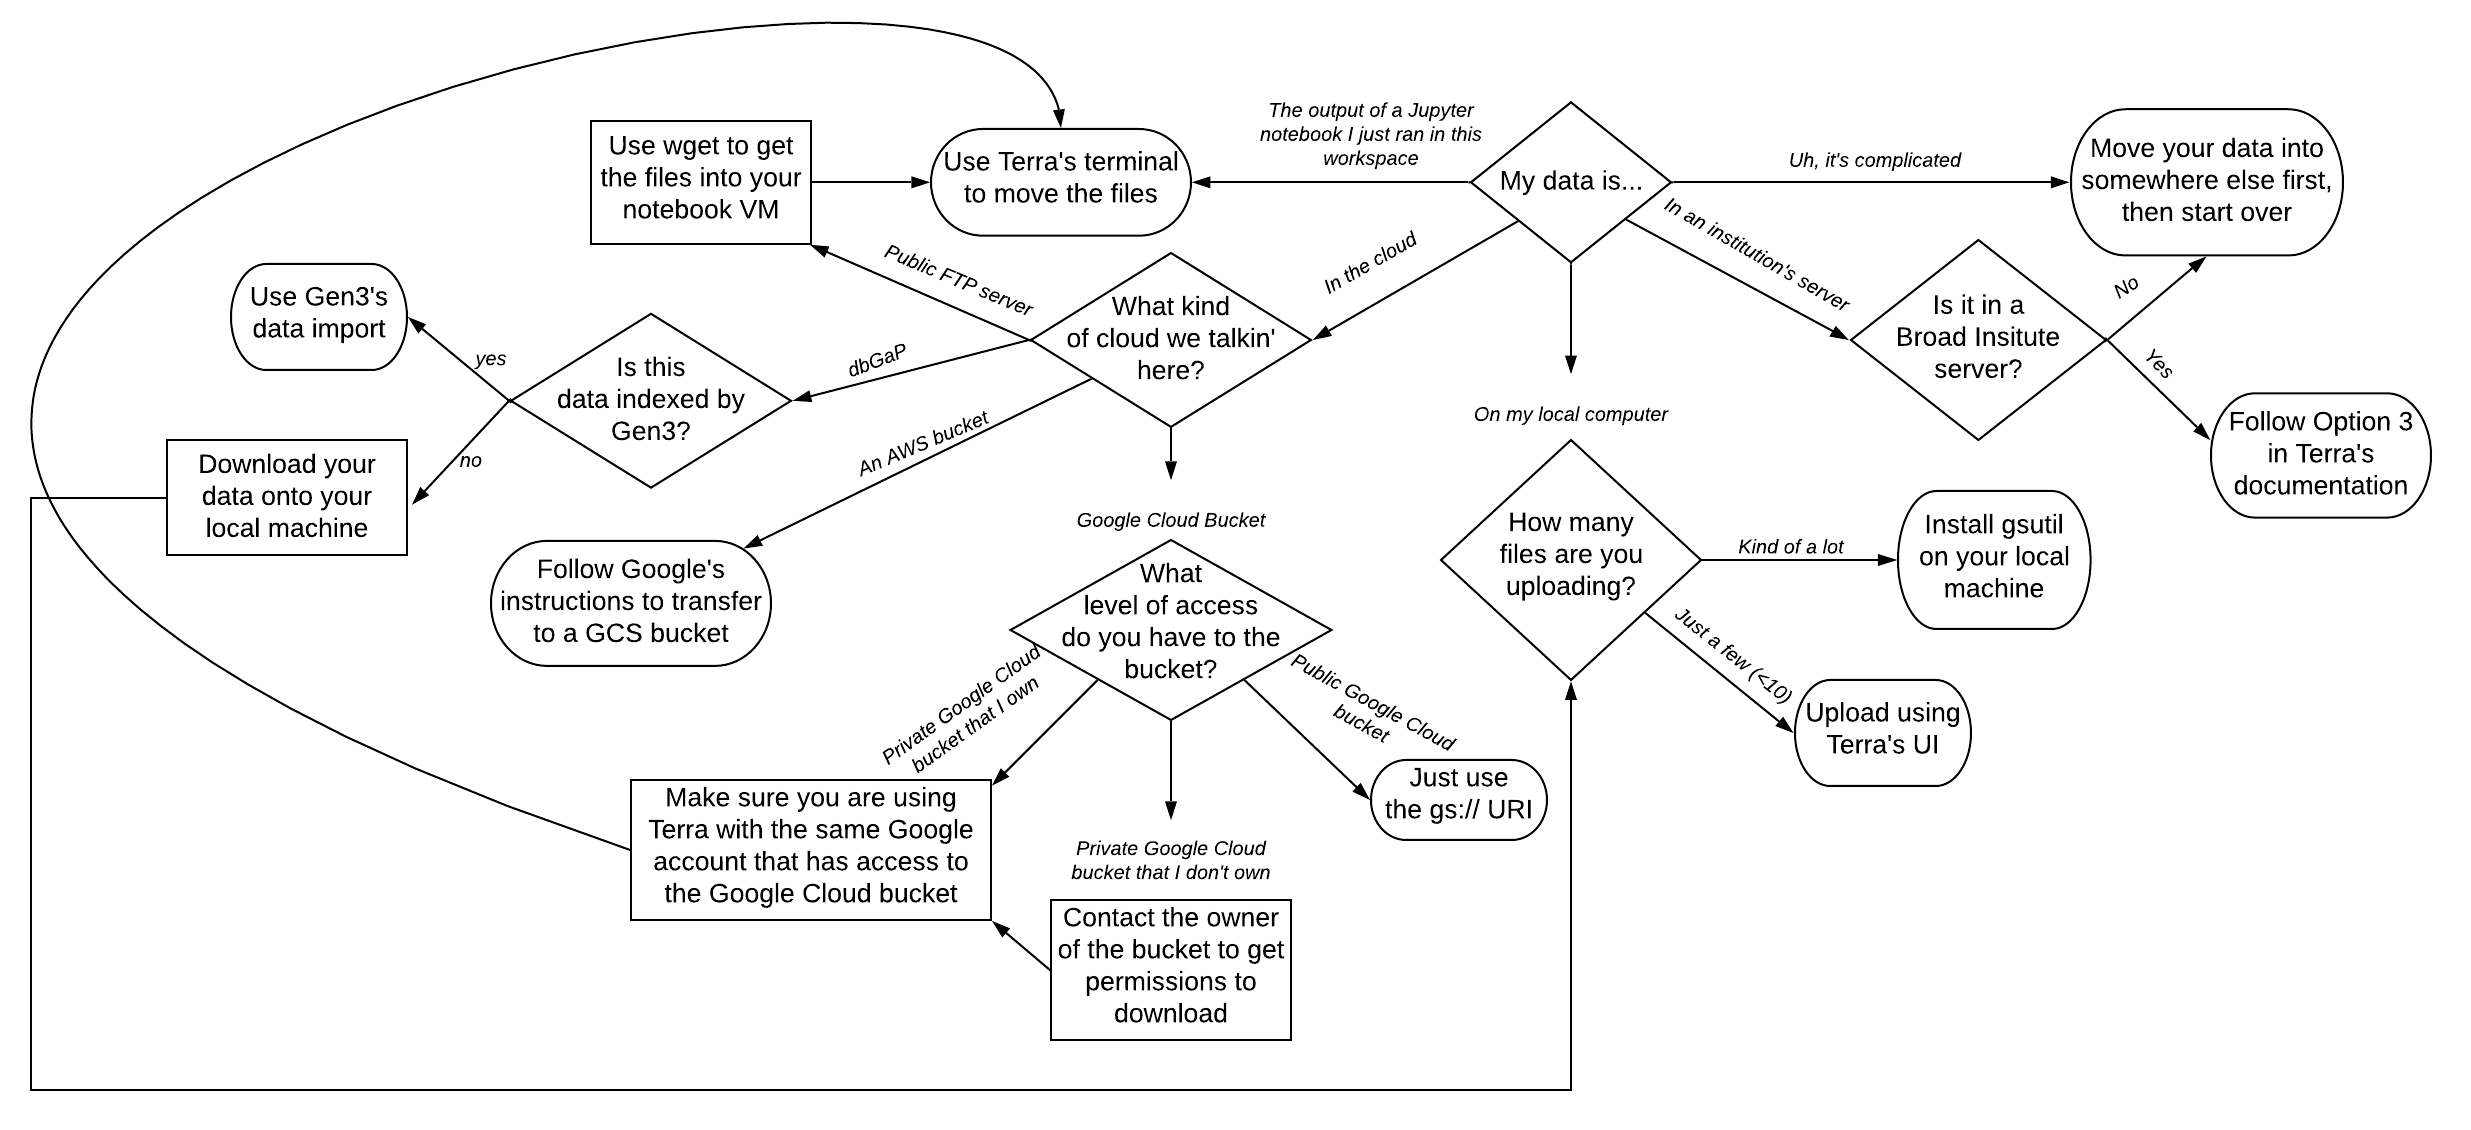 The output of a Jupyter
notebook I just ran in this
workspace
My data is...
Uh, it's complicated
Move your data into
somewhere else first,
then start over
Use wget to get
the files into your
notebook VM
Use Terra's terminal
to move the files
In the cloud
In an institution's server
Is it in a
Broad Insitute
server?
No
Yes
Follow Option 3
in Terra's
documentation
Public FTP server
What kind
of cloud we talkin'
here?
dbGaP
Use Gen3's
data import
yes
Is this
data indexed by
Gen3?
no
Download your
data onto your
local machine
An AWS bucket
Follow Google's
instructions to transfer
to a GCS bucket
Google Cloud Bucket
What
level of access
do you have to the
bucket?
On my local computer
How many
files are you
uploading?
Kind of a lot
Install gsutil
on your local
machine
Just a few (<10)
Upload using
Terra's UI
Private Google Cloud
bucket that I own
Public Google Cloud
bucket
Just use
the gs:// URI
Make sure you are using
Terra with the same Google
account that has access to
the Google Cloud bucket
Private Google Cloud
bucket that I don't own
Contact the owner
of the bucket to get
permissions to
download